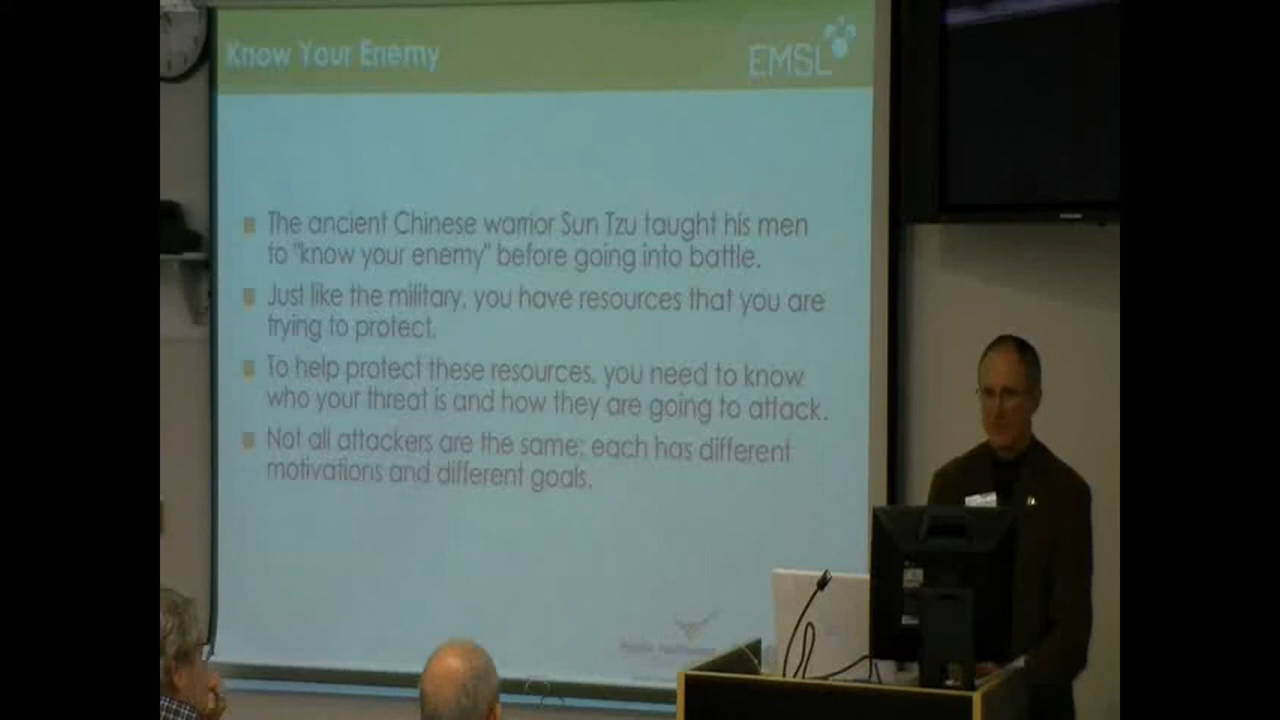 Know Your Enemy
EMSL
The ancient Chinese warrior Sun Tzu taught his men
to "know your enemy" before going into battle.
Just like the military, you have resources that you are
trying to protect.
To help protect these resources, you need to know
who your threat is and how they are going to attack.
Not all attackers are the same; each has different
motivations and different goals.